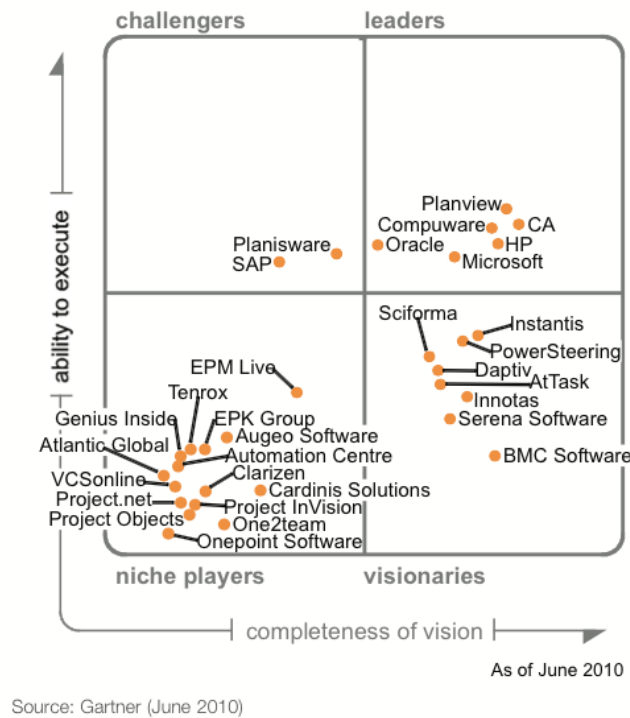 challengers
leaders
ability to execute
Planview
Compuware
CA
Planisware
Oracle
HP
SAP
Microsoft
Sciforma
Instantis
PowerSteering
EPM Live
Daptiv
Tenrox
AtTask
Innotas
Genius Inside
EPK Group
Serena Software
Augeo Software
Atlantic Global
Automation Centre
BMC Software
Clarizen
VCSonline
Cardinis Solutions
Project.net
Project InVision
Project Objects
One2team
Onepoint Software
niche players
visionaries
completeness of vision
As of June 2010
Source: Gartner (June 2010)